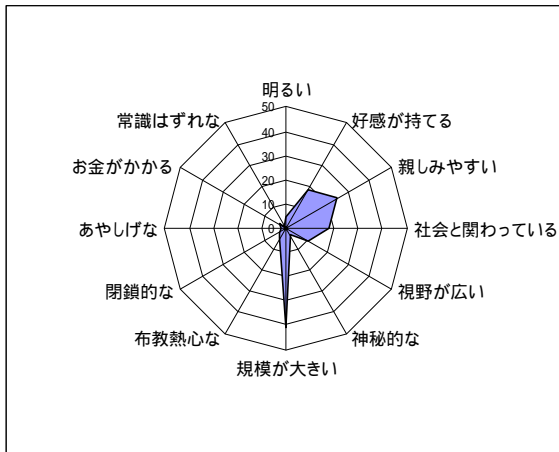 明るい
好感が持てる
親しみやすい
社会と関わっている
視野が広い
神秘的な
規模が大きい
布教熱心な
閉鎖的な
あやしげな
お金がかかる
常識はずれな
50
40
30
20
10
0